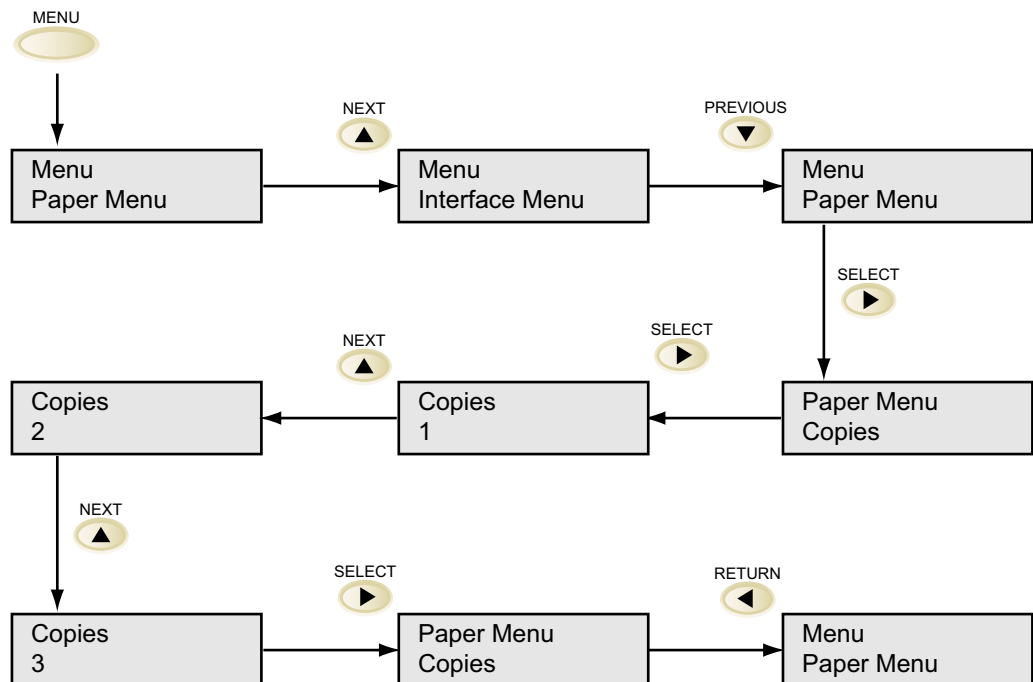 MENU
NEXT
PREVIOUS
Menu
Paper Menu
Menu
Interface Menu
Menu
Paper Menu
SELECT
SELECT
NEXT
Copies
2
Copies
1
Paper Menu
Copies
NEXT
SELECT
RETURN
Copies
3
Paper Menu
Copies
Menu
Paper Menu